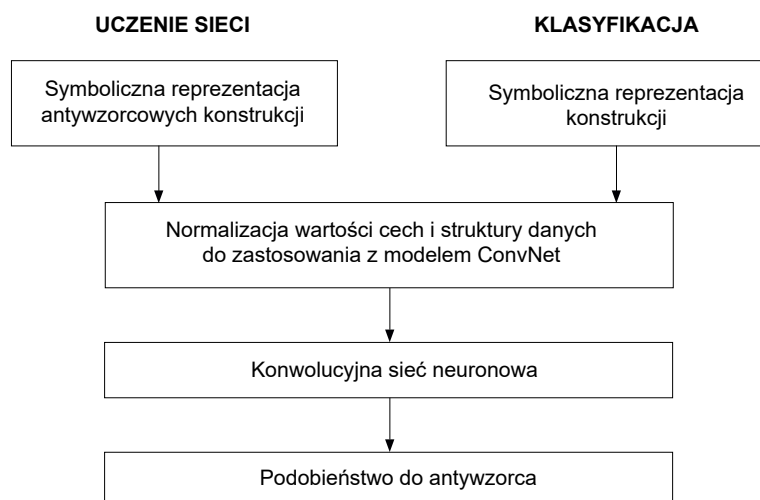 UCZENIE SIECI
KLASYFIKACJA
Symboliczna reprezentacja
antywzorcowych konstrukcji
Symboliczna reprezentacja
konstrukcji
Normalizacja wartości cech i struktury danych
do zastosowania z modelem ConvNet
Konwolucyjna sieć neuronowa
Podobieństwo do antywzorca